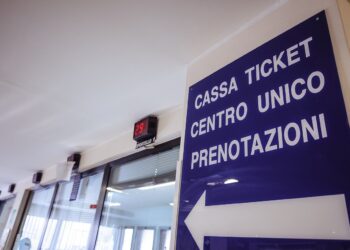 CASSA TICKET
CENTRO UNICO
PRENOTAZIONI